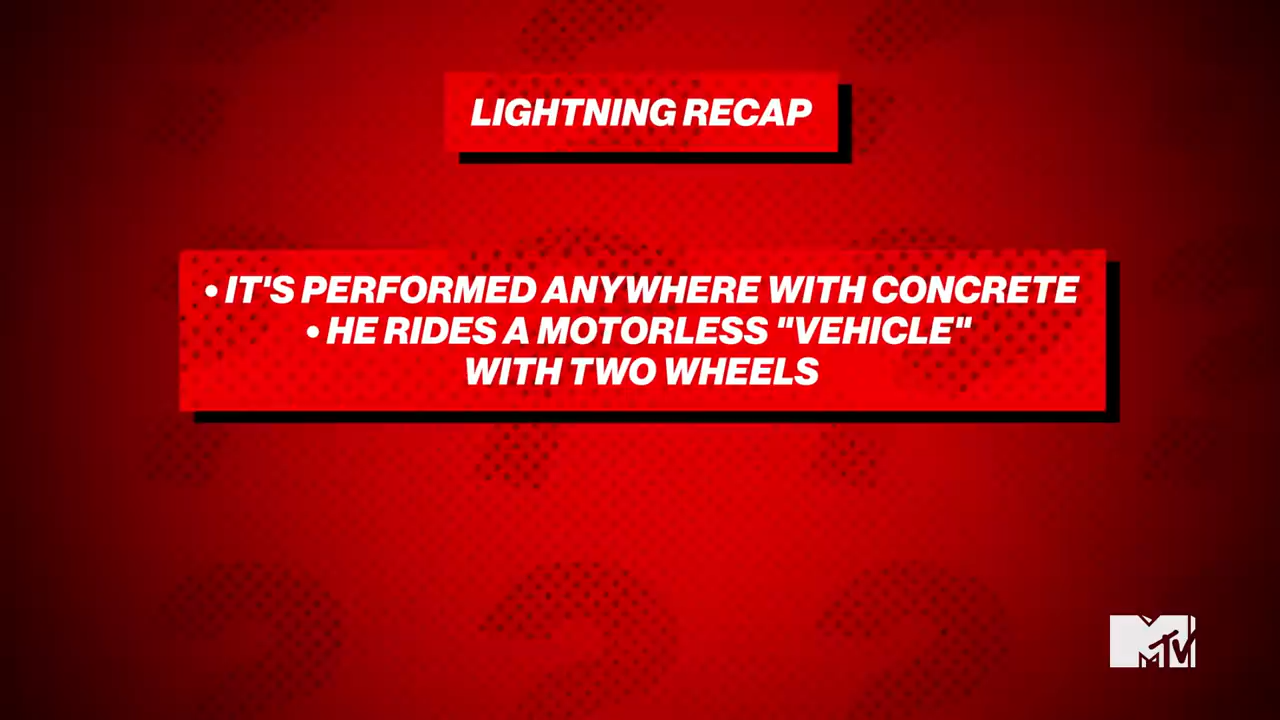 LIGHTNING RECAP
• IT'S PERFORMED ANYWHERE WITH CONCRETE
• HE RIDES A MOTORLESS "VEHICLE"
WITH TWO WHEELS
MTV